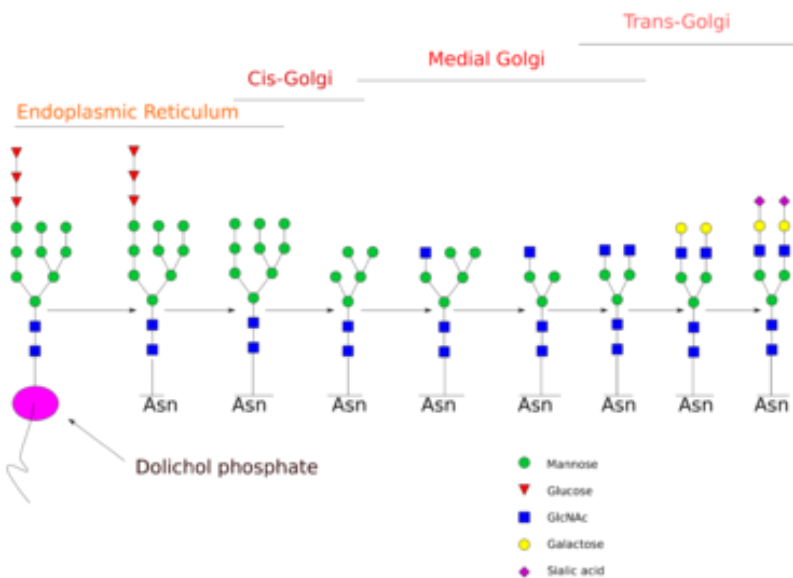 Trans-Golgi
Medial Golgi
Cis-Golgi
Endoplasmic Reticulum
Asn Asn Asn Asn Asn Asn Asn Asn
Dolichol phosphate
Mannose
Glucose
GlcNAc
Galactose
Sialic acid